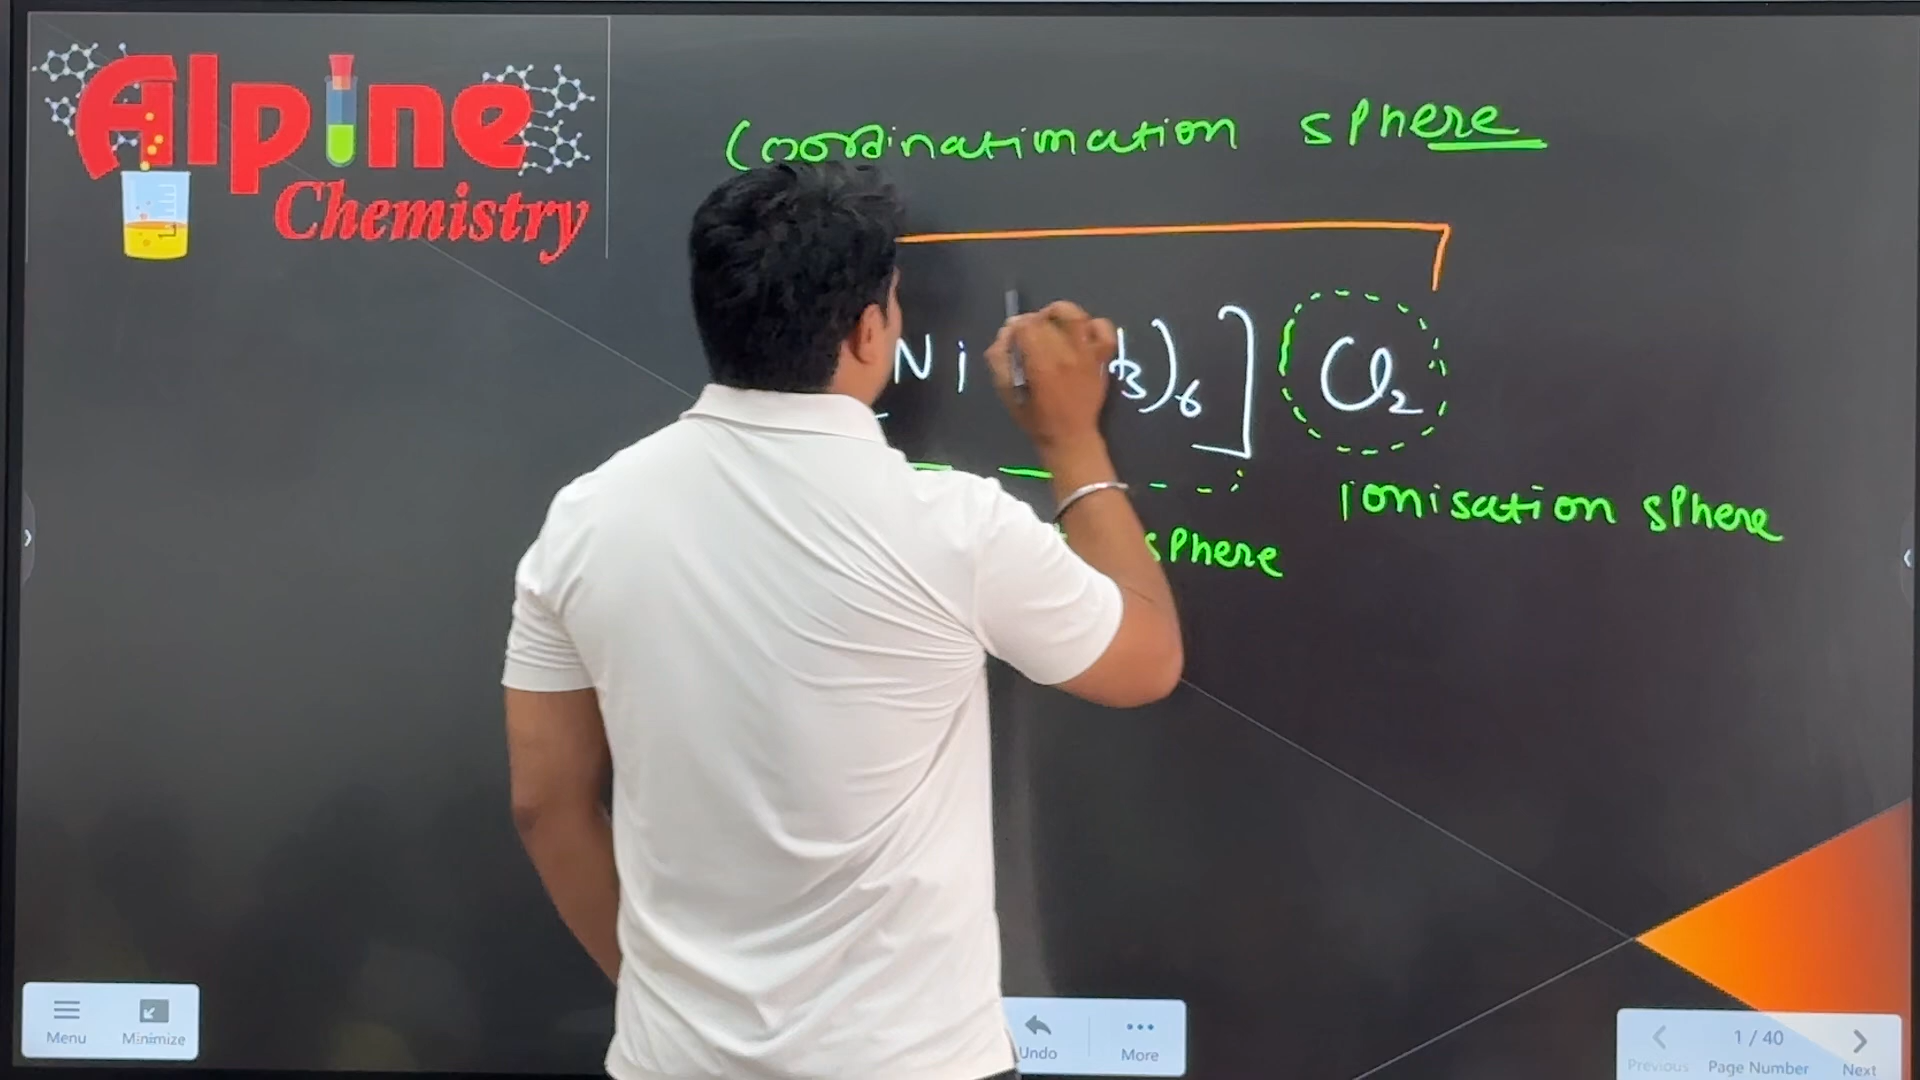 Alpine
Chemistry
Coordinatimation sphere
Ni
3)6] Cl2
ionisation sphere
sphere
Menu
Minimize
Undo
More
1 / 40
Previous
Page Number
Next